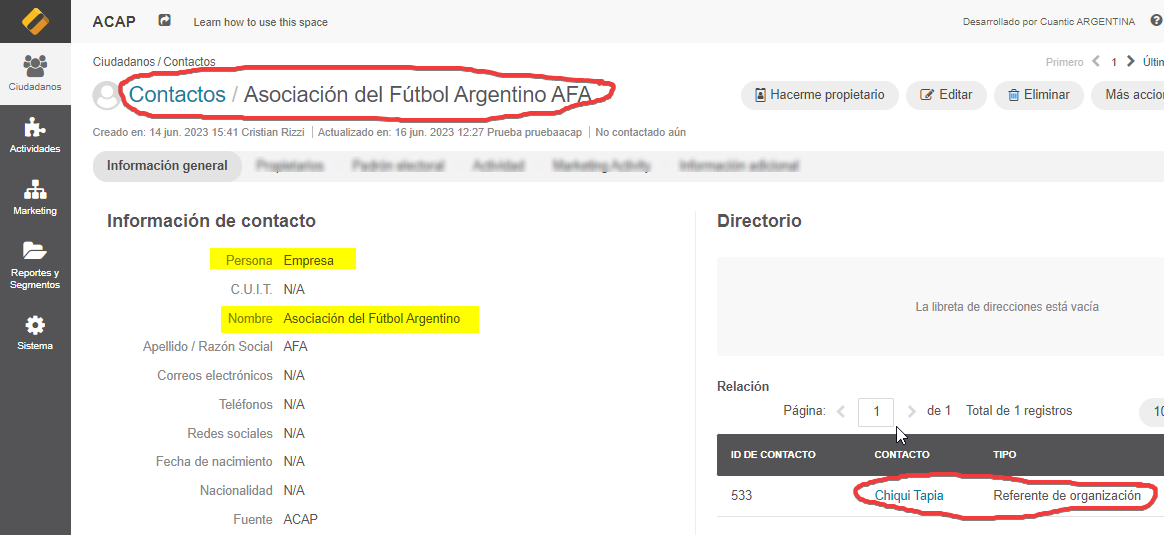 ACAP Learn how to use this space Desarrollado por Cuantic ARGENTINA
Ciudadanos
Actividades
Marketing
Reportes y
Segmentos
Sistema
Ciudadanos / Contactos Primero 1
Contactos / Asociación del Fútbol Argentino AFA Hacerme propietario Editar Eliminar
Creado en: 14 jun. 2023 15:41 Cristian Rizzi | Actualizado en: 16 jun. 2023 12:27 Prueba pruebaacap | No contactado aún
Información general Propietarios Padrón electoral Actividad Marketing Activity Información adicional
Información de contacto
Persona Empresa
C.U.I.T. N/A
Nombre Asociación del Fútbol Argentino
Apellido / Razón Social AFA
Correos electrónicos N/A
Teléfonos N/A
Redes sociales N/A
Fecha de nacimiento N/A
Nacionalidad N/A
Fuente ACAP
Directorio
La libreta de direcciones está vacía
Relación
Página: 1 de 1 Total de 1 registros
ID DE CONTACTO CONTACTO TIPO
533 Chiqui Tapia Referente de organización